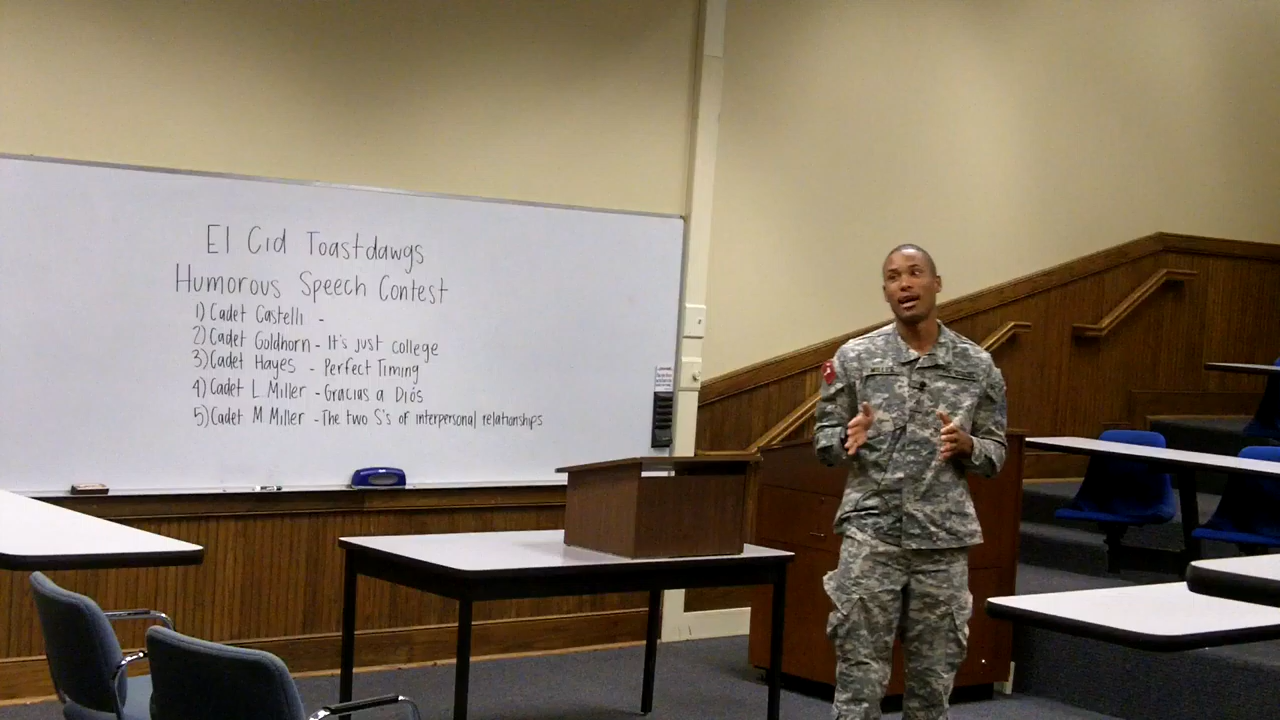 El Cid Toastdawgs
Humorous Speech Contest
1) Cadet Castelli -
2) Cadet Goldhorn - It's just college
3) Cadet Hayes - Perfect Timing
4) Cadet L Miller - Gracias a Diós
5) Cadet M Miller - The two S's of interpersonal relationships
MILLER